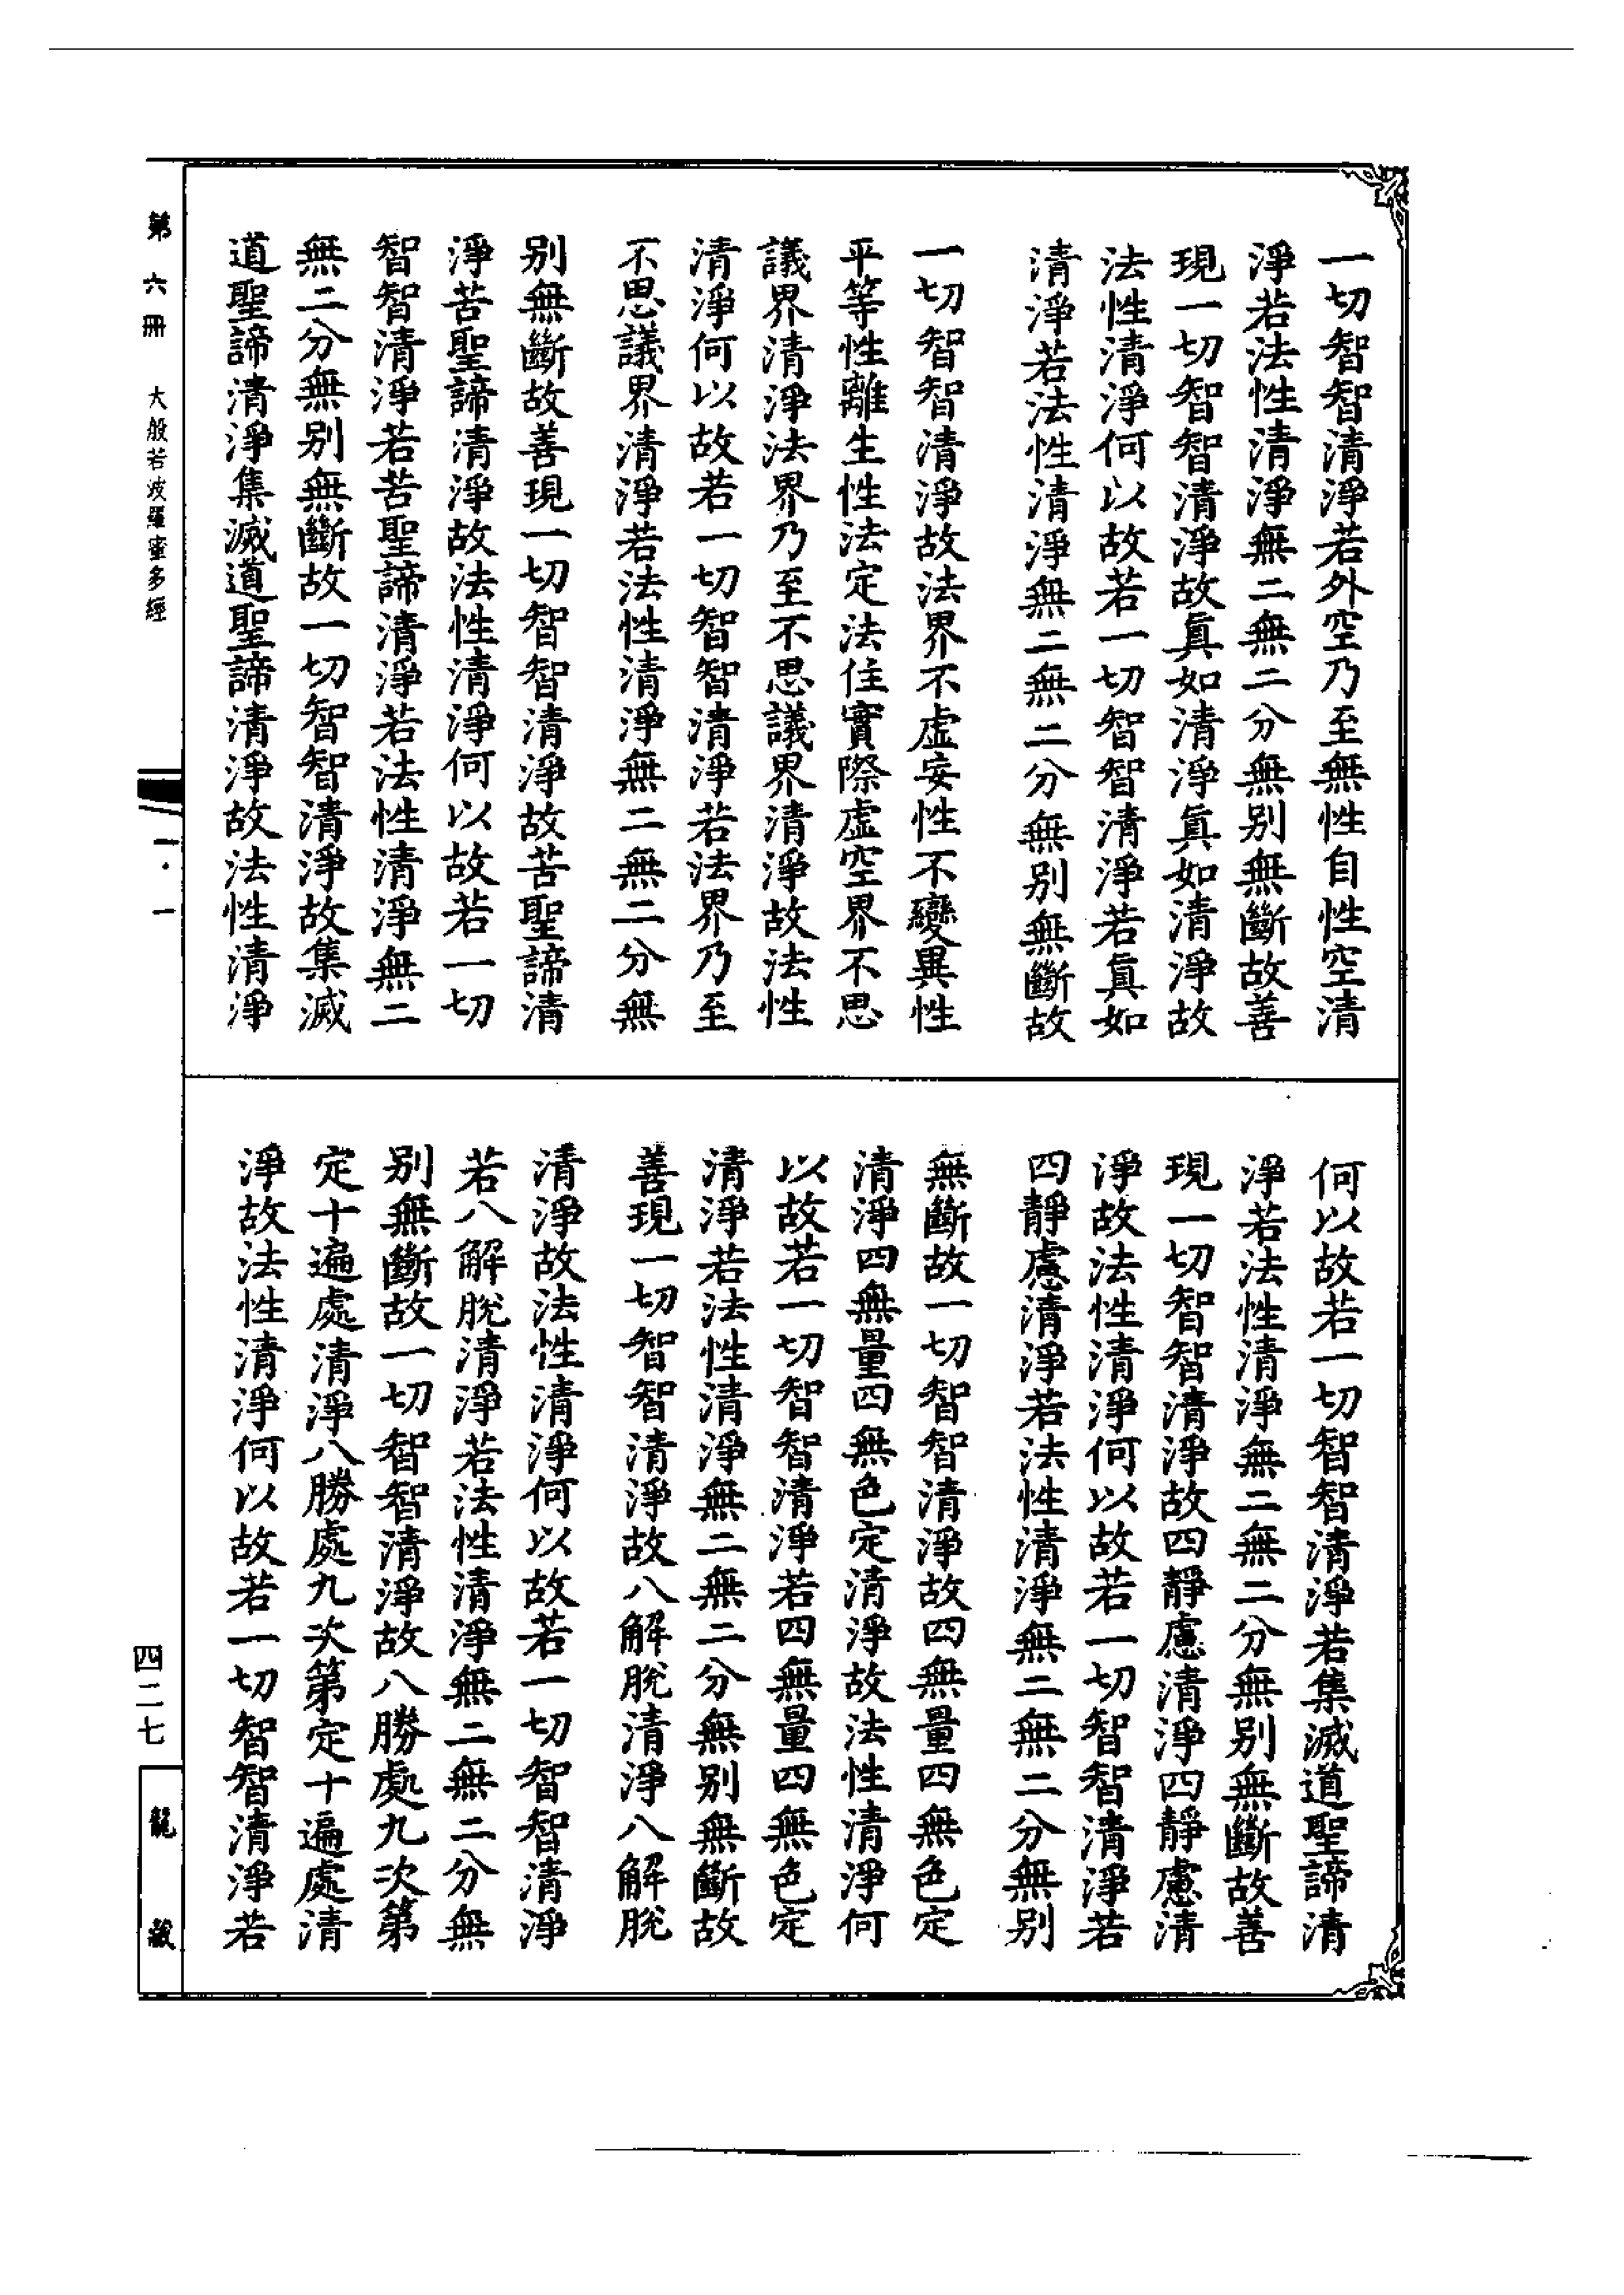 一切智智清淨若外空乃至無性自性空清
淨若法性清淨無二無二分無別無斷故善
現一切智智清淨故真如清淨真如清淨故
法性清淨何以故若一切智智清淨若真如
清淨若法性清淨無二無二分無別無斷故
一切智智清淨故法界不虛妄性不變異性
平等性離生性法定法住實際虛空界不思
議界清淨法界乃至不思議界清淨故法性
清淨何以故若一切智智清淨若法界乃至
不思議界清淨若法性清淨無二無二分無
別無斷故善現一切智智清淨故苦聖諦清
淨苦聖諦清淨故法性清淨何以故若一切
智智清淨若苦聖諦清淨若法性清淨無二
無二分無別無斷故一切智智清淨故集滅
道聖諦清淨集滅道聖諦清淨故法性清淨
何以故若一切智智清淨若集滅道聖諦清
淨若法性清淨無二無二分無別無斷故善
現一切智智清淨故四靜慮清淨四靜慮清
淨故法性清淨何以故若一切智智清淨若
四靜慮清淨若法性清淨無二無二分無別
無斷故一切智智清淨故四無量四無色定
清淨四無量四無色定清淨故法性清淨何
以故若一切智智清淨若四無量四無色定
清淨若法性清淨無二無二分無別無斷故
善現一切智智清淨故八解脫清淨八解脫
清淨故法性清淨何以故若一切智智清淨
若八解脫清淨若法性清淨無二無二分無
別無斷故一切智智清淨故八勝處九次第
定十遍處清淨八勝處九次第定十遍處清
淨故法性清淨何以故若一切智智清淨若
第六冊 大般若波羅蜜多經
一·一
四二七
龍藏